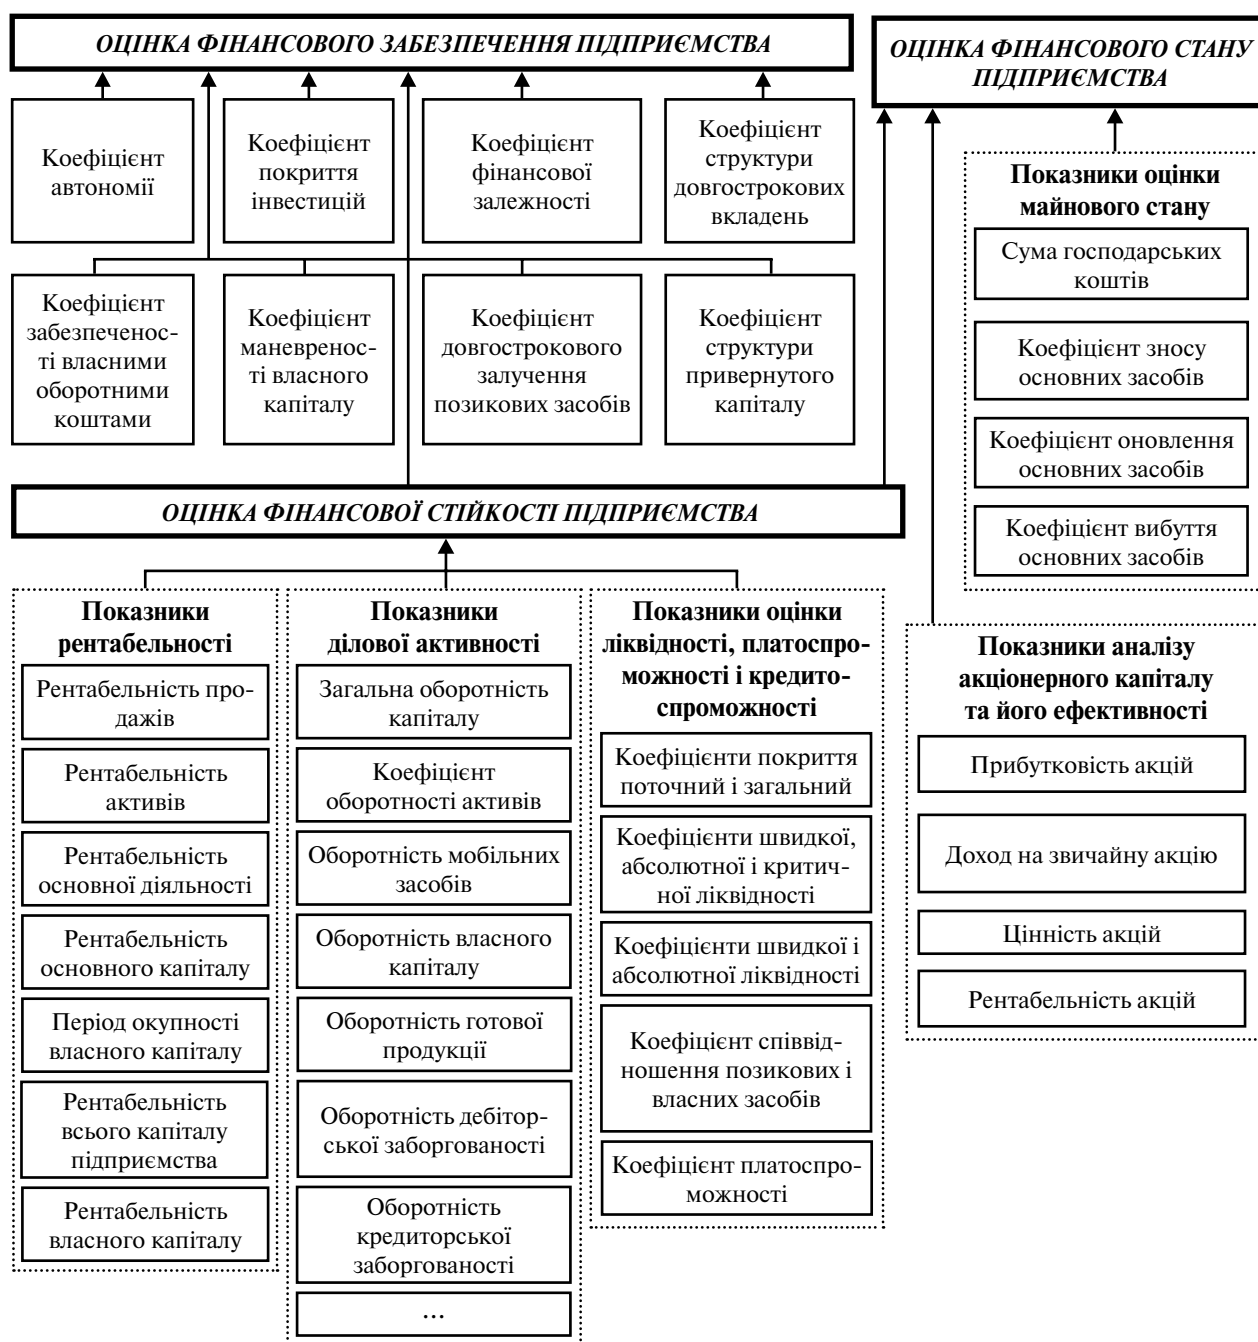 ОЦІНКА ФІНАНСОВОГО ЗАБЕЗПЕЧЕННЯ ПІДПРИЄМСТВА
ОЦІНКА ФІНАНСОВОГО СТАНУ
ПІДПРИЄМСТВА
Коефіцієнт
автономії
Коефіцієнт
покриття
інвестицій
Коефіцієнт
фінансової
залежності
Коефіцієнт
структури
довгострокових
вкладень
Коефіцієнт
забезпеченос-
ті власними
оборотними
коштами
Коефіцієнт
маневренос-
ті власного
капіталу
Коефіцієнт
довгострокового
залучення
позикових засобів
Коефіцієнт
структури
привернутого
капіталу
Показники оцінки
майнового стану
Сума господарських
коштів
Коефіцієнт зносу
основних засобів
Коефіцієнт оновлення
основних засобів
Коефіцієнт вибуття
основних засобів
ОЦІНКА ФІНАНСОВОЇ СТІЙКОСТІ ПІДПРИЄМСТВА
Показники
рентабельності
Рентабельність про-
дажів
Рентабельність
активів
Рентабельність
основної діяльності
Рентабельність
основного капіталу
Період окупності
власного капіталу
Рентабельність
всього капіталу
підприємства
Рентабельність
власного капіталу
Показники
ділової активності
Загальна оборотність
капіталу
Коефіцієнт
оборотності активів
Оборотність мобільних
засобів
Оборотність власного
капіталу
Оборотність готової
продукції
Оборотність дебітор-
ської заборгованості
Оборотність
кредиторської
заборгованості
...
Показники оцінки
ліквідності, платоспро-
можності і кредито-
спроможності
Коефіцієнти покриття
поточний і загальний
Коефіцієнти швидкої,
абсолютної і критич-
ної ліквідності
Коефіцієнти швидкої і
абсолютної ліквідності
Коефіцієнт співвід-
ношення позикових і
власних засобів
Коефіцієнт платоспро-
можності
Показники аналізу
акціонерного капіталу
та його ефективності
Прибутковість акцій
Доход на звичайну акцію
Цінність акцій
Рентабельність акцій